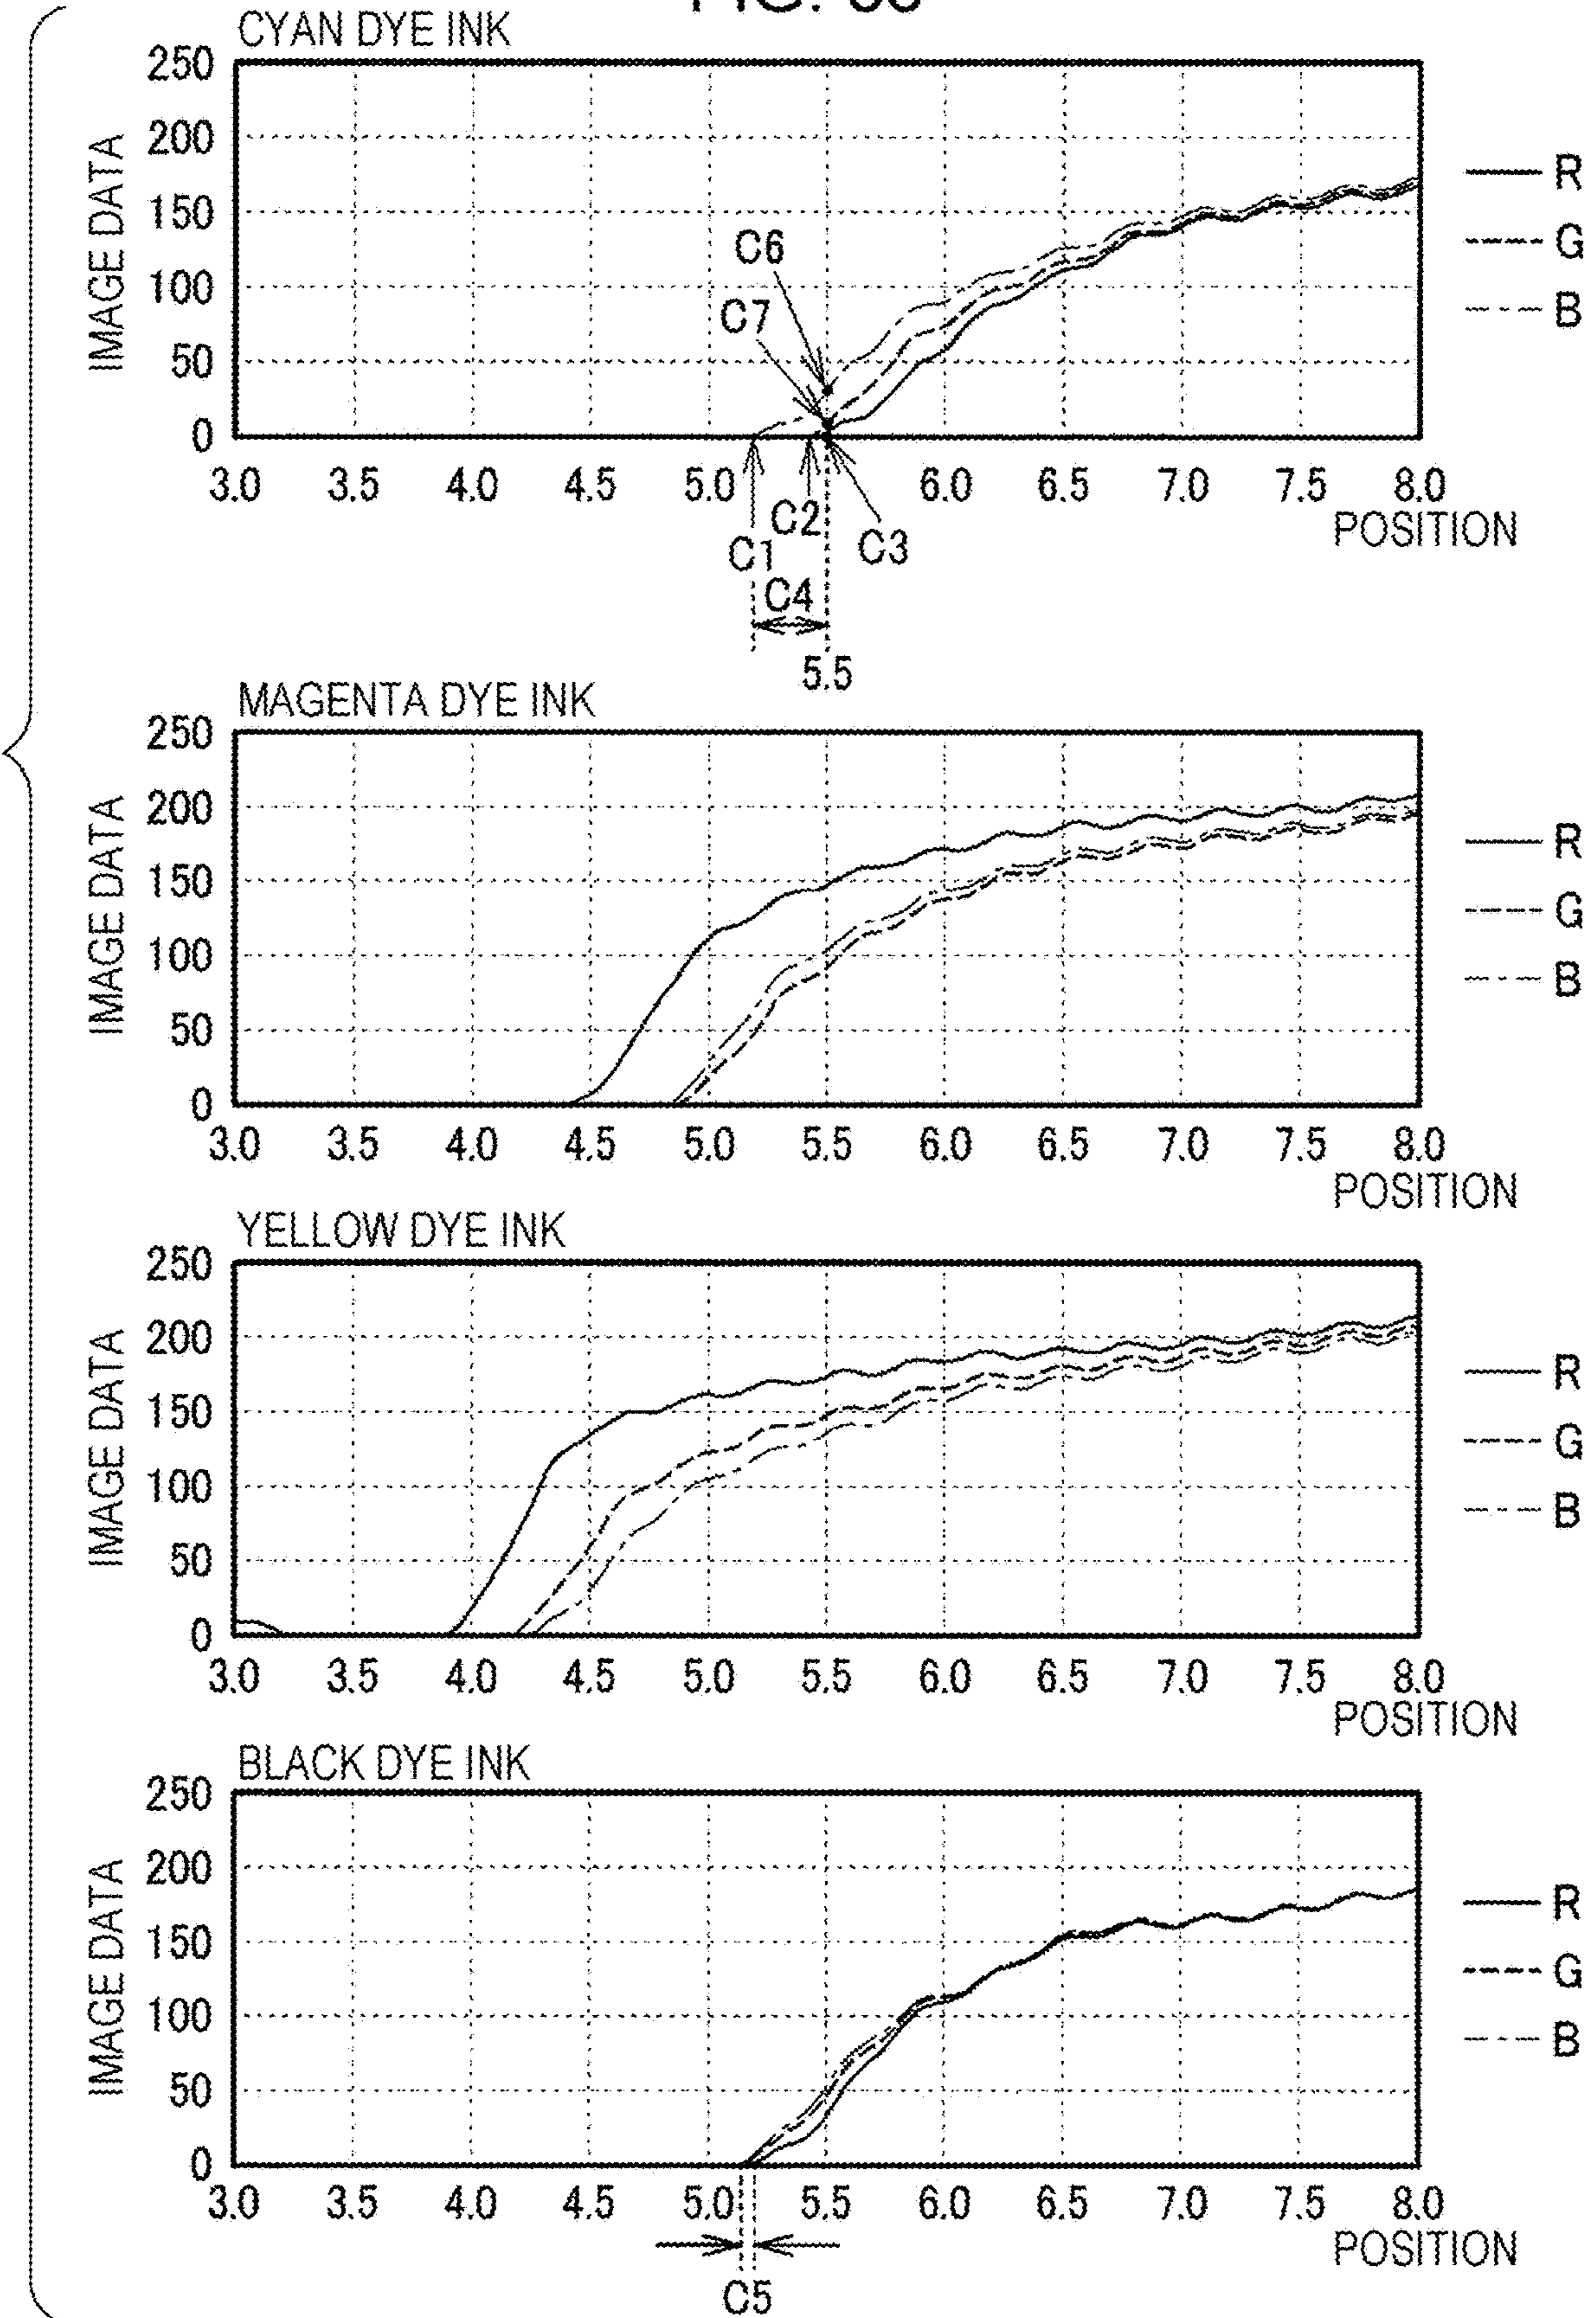 CYAN DYE INK
250
200
150
100
50
0
IMAGE DATA
C6
C7
R
G
B
3.0 3.5 4.0 4.5 5.0 6.0 6.5 7.0 7.5 8.0
POSITION
C2
C1
C3
C4
5.5
MAGENTA DYE INK
250
200
150
100
50
0
IMAGE DATA
R
G
B
3.0 3.5 4.0 4.5 5.0 5.5 6.0 6.5 7.0 7.5 8.0
POSITION
YELLOW DYE INK
250
200
150
100
50
0
IMAGE DATA
R
G
B
3.0 3.5 4.0 4.5 5.0 5.5 6.0 6.5 7.0 7.5 8.0
POSITION
BLACK DYE INK
250
200
150
100
50
0
IMAGE DATA
R
G
B
3.0 3.5 4.0 4.5 5.0 5.5 6.0 6.5 7.0 7.5 8.0
POSITION
C5